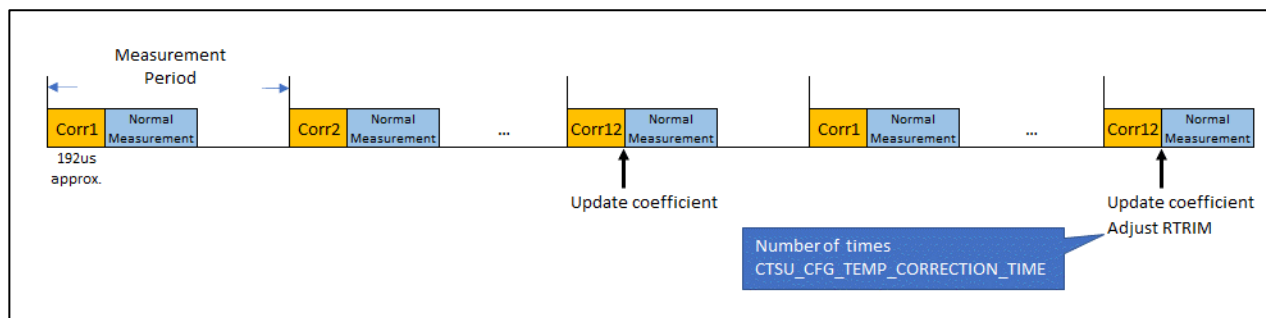 Measurement
Period
Corr1
Normal
Measurement
Corr2
Normal
Measurement
...
Corr12
Normal
Measurement
Corr1
Normal
Measurement
...
Corr12
Normal
Measurement
192us
approx.
Update coefficient
Update coefficient
Adjust RTRIM
Number of times
CTSU_CFG_TEMP_CORRECTION_TIME